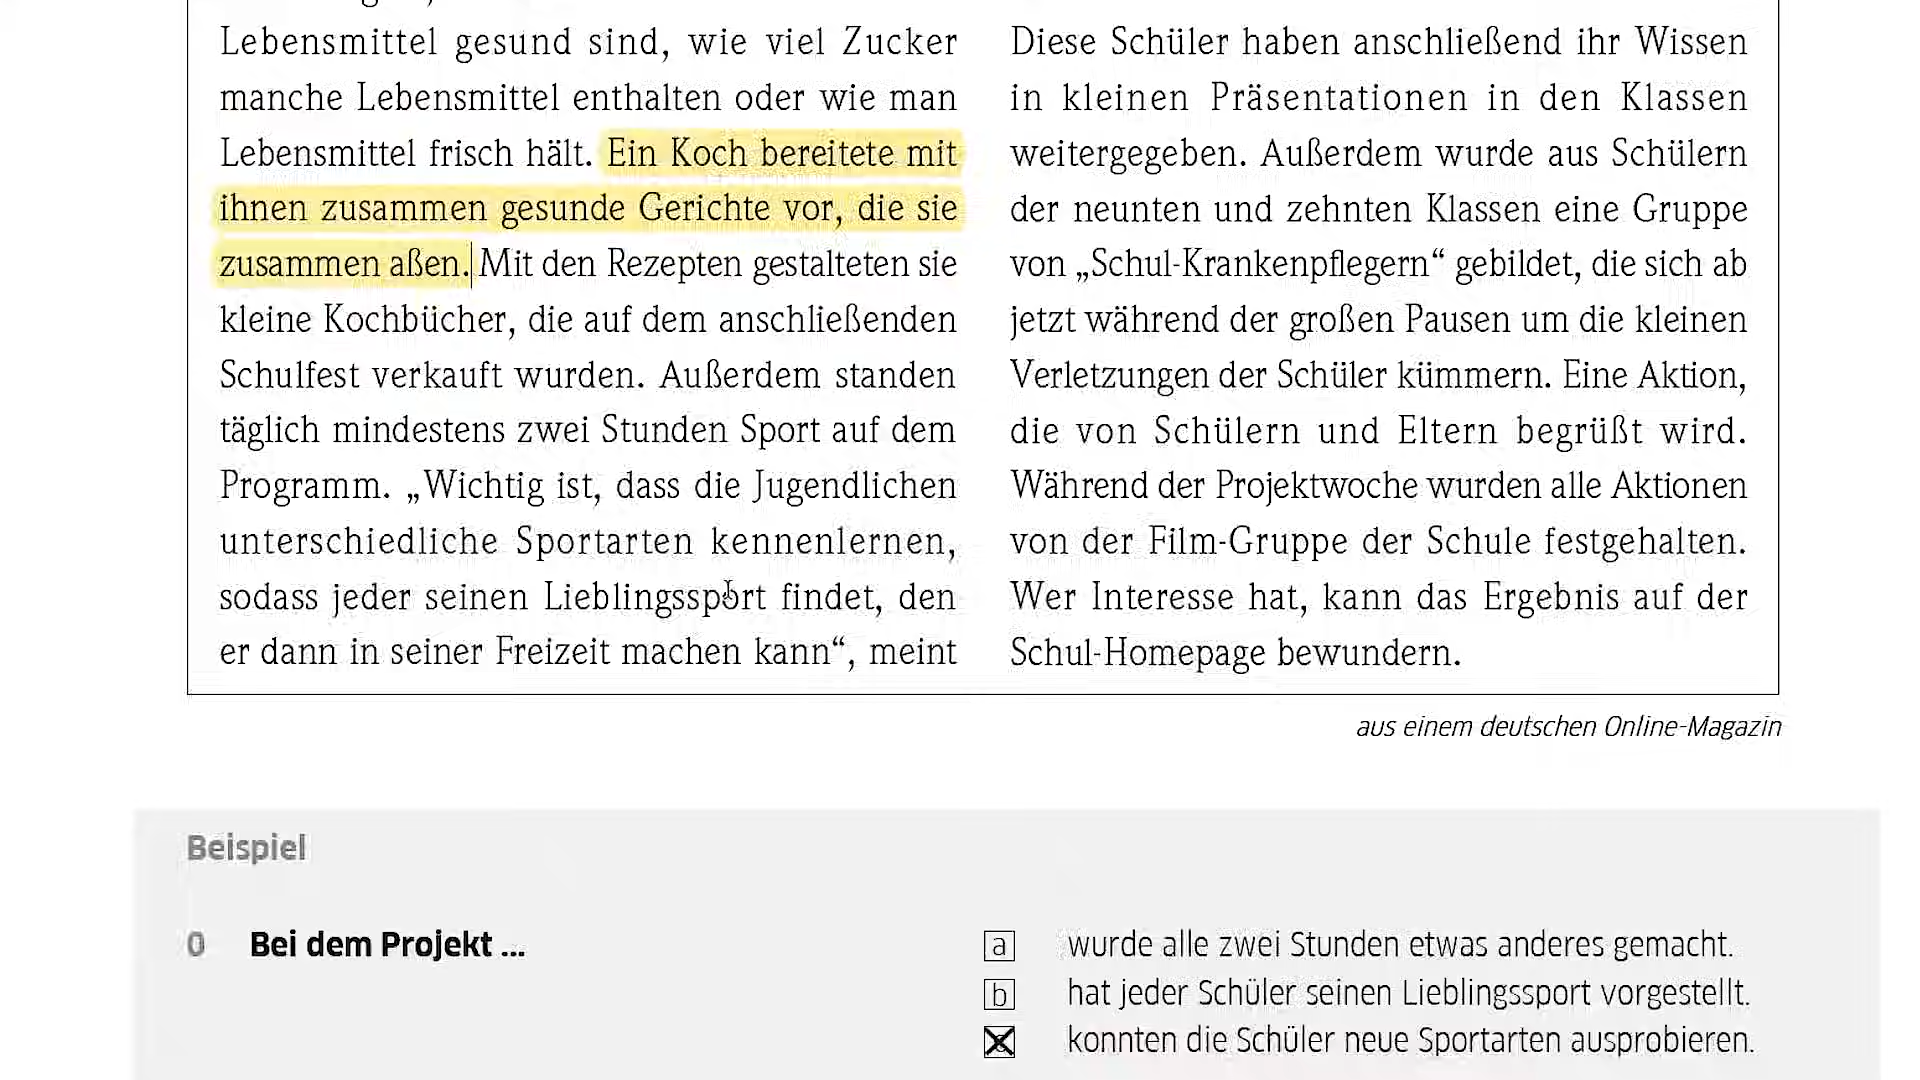 Lebensmittel gesund sind, wie viel Zucker
manche Lebensmittel enthalten oder wie man
Lebensmittel frisch hält. Ein Koch bereitete mit
ihnen zusammen gesunde Gerichte vor, die sie
zusammen aßen. Mit den Rezepten gestalteten sie
kleine Kochbücher, die auf dem anschließenden
Schulfest verkauft wurden. Außerdem standen
täglich mindestens zwei Stunden Sport auf dem
Programm. „Wichtig ist, dass die Jugendlichen
unterschiedliche Sportarten kennenlernen,
sodass jeder seinen Lieblingssport findet, den
er dann in seiner Freizeit machen kann“, meint
Diese Schüler haben anschließend ihr Wissen
in kleinen Präsentationen in den Klassen
weitergegeben. Außerdem wurde aus Schülern
der neunten und zehnten Klassen eine Gruppe
von „Schul-Krankenpflegern“ gebildet, die sich ab
jetzt während der großen Pausen um die kleinen
Verletzungen der Schüler kümmern. Eine Aktion,
die von Schülern und Eltern begrüßt wird.
Während der Projektwoche wurden alle Aktionen
von der Film-Gruppe der Schule festgehalten.
Wer Interesse hat, kann das Ergebnis auf der
Schul-Homepage bewundern.
aus einem deutschen Online-Magazin
Beispiel
0 Bei dem Projekt ...
a wurde alle zwei Stunden etwas anderes gemacht.
b hat jeder Schüler seinen Lieblingssport vorgestellt.
c konnten die Schüler neue Sportarten ausprobieren.